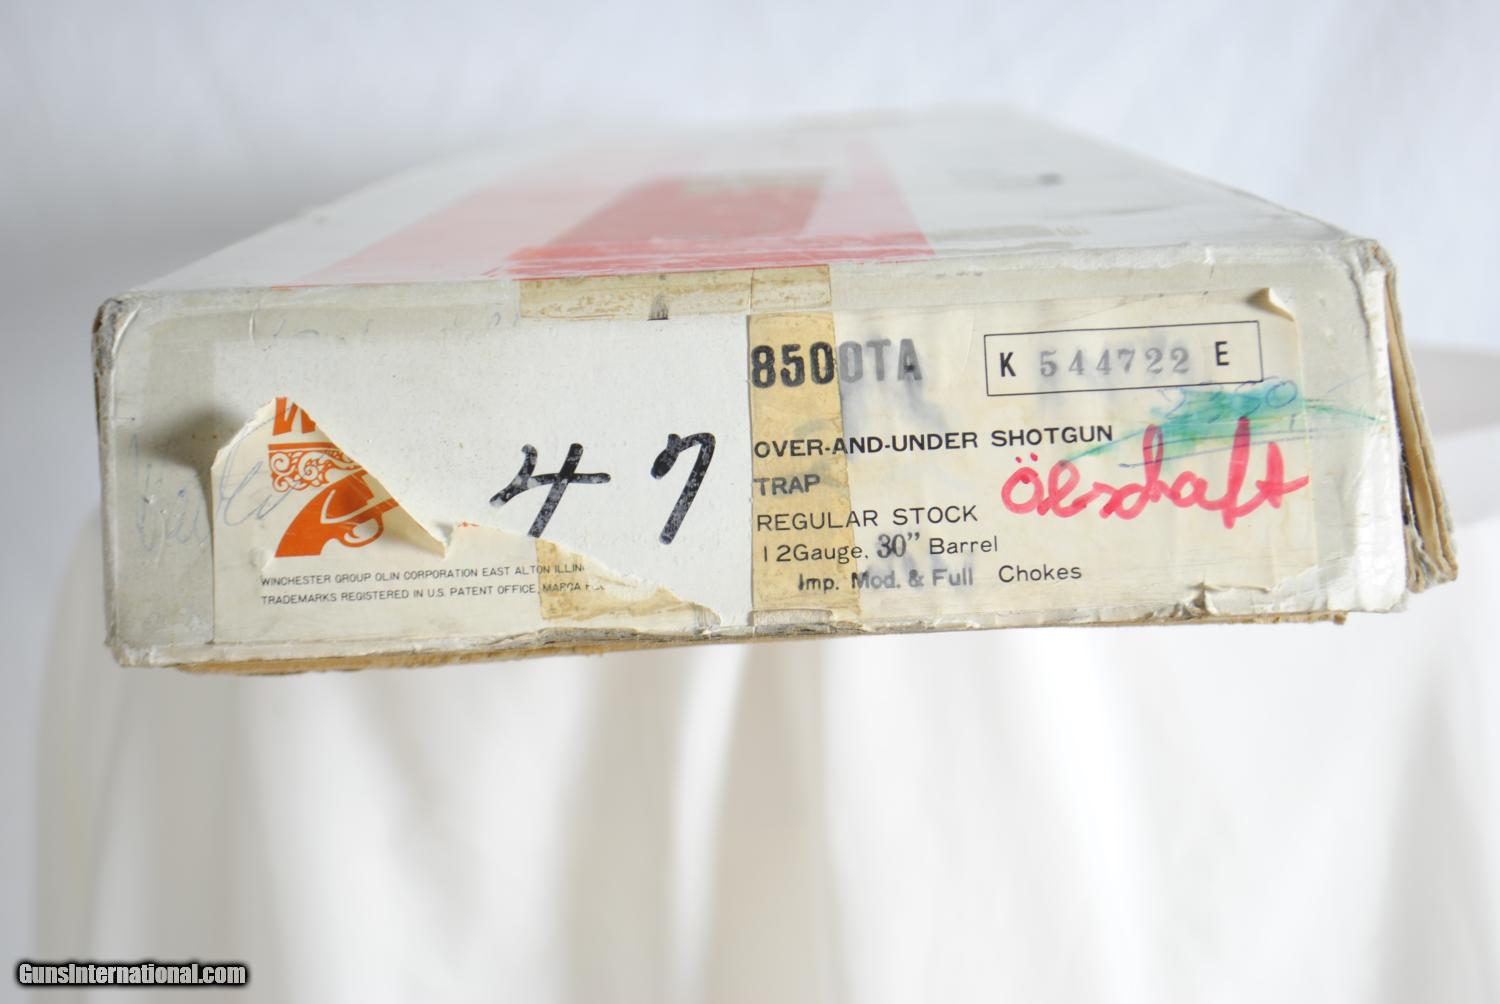 8500TA
K 544722 E
OVER-AND-UNDER SHOTGUN
TRAP
Ölschaft
REGULAR STOCK
12Gauge, 30” Barrel
Imp. Mod. & Full Chokes
47
W
WINCHESTER GROUP OLIN CORPORATION EAST ALTON ILLIN
TRADEMARKS REGISTERED IN U.S. PATENT OFFICE, MARCA
GunsInternational.com